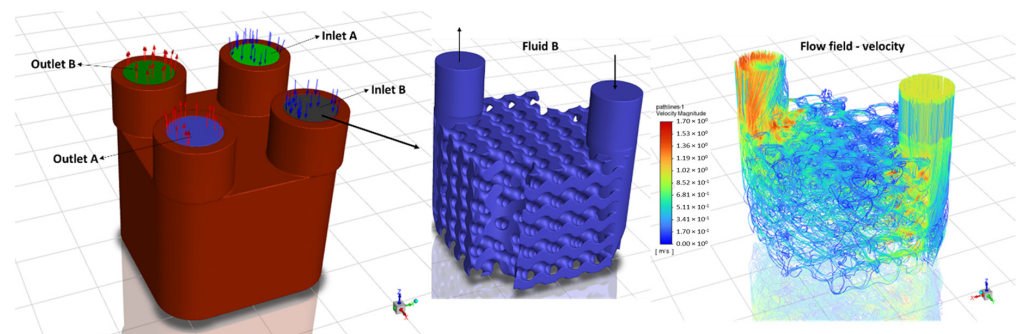 Inlet A
Outlet B
Inlet B
Outlet A
Fluid B
Flow field - velocity
pathlines-1
Velocity Magnitude
1.70 × 10⁰
1.53 × 10⁰
1.36 × 10⁰
1.19 × 10⁰
1.02 × 10⁰
8.52 × 10⁻¹
6.81 × 10⁻¹
5.11 × 10⁻¹
3.41 × 10⁻¹
1.70 × 10⁻¹
0.00 × 10⁰
[ m/s ]
Z
X
Z
X